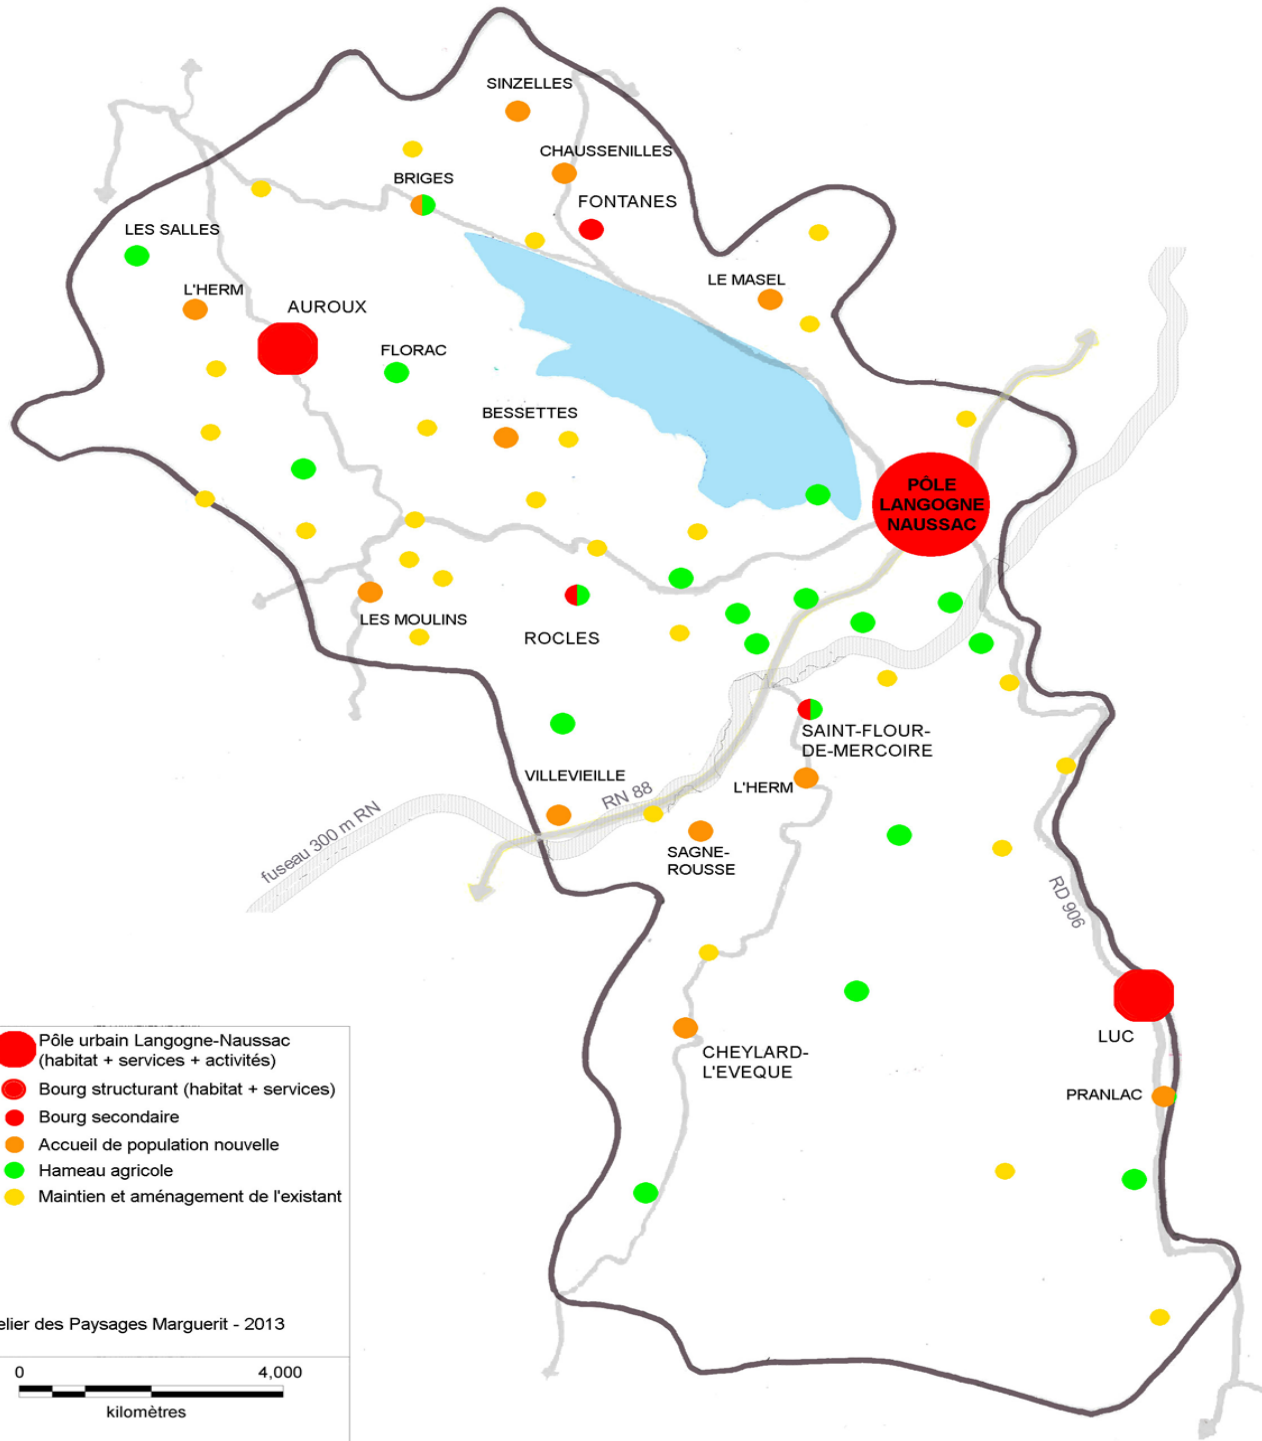 SINZELLES
CHAUSSENILLES
BRIGES
FONTANES
LES SALLES
LE MASEL
L'HERM
AUROUX
FLORAC
BESSETTES
PÔLE
LANGOGNE
NAUSSAC
LES MOULINS
ROCLES
SAINT-FLOUR-
DE-MERCOIRE
VILLEVIEILLE
L'HERM
RN 88
fuseau 300 m RN
SAGNE-
ROUSSE
RD 906
LUC
CHEYLARD-
L'EVEQUE
PRANLAC
Pôle urbain Langogne-Naussac
(habitat + services + activités)
Bourg structurant (habitat + services)
Bourg secondaire
Accueil de population nouvelle
Hameau agricole
Maintien et aménagement de l'existant
elier des Paysages Marguerit - 2013
0 4,000
kilomètres